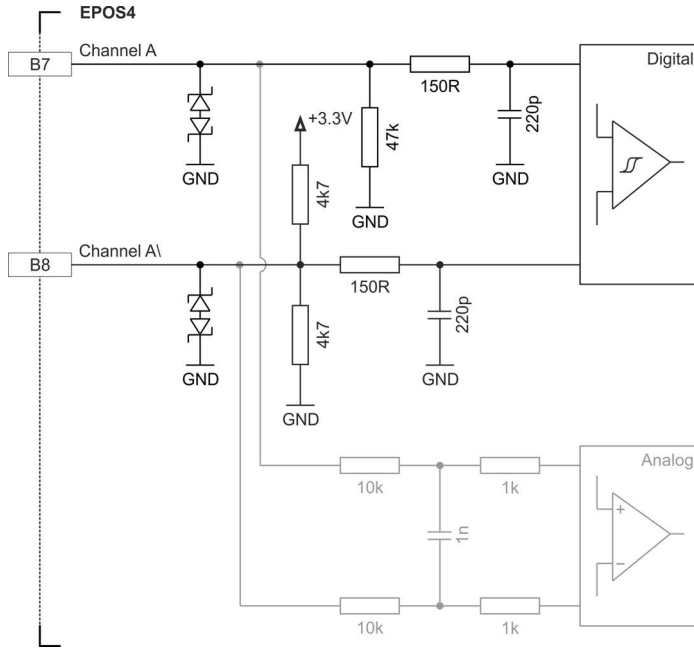 EPOS4
Channel A
B7
Digital
150R
220p
+3.3V
47k
GND
GND
4k7
GND
Channel A\
B8
150R
220p
4k7
GND
GND
GND
Analog
10k
1k
1n
+
−
10k
1k